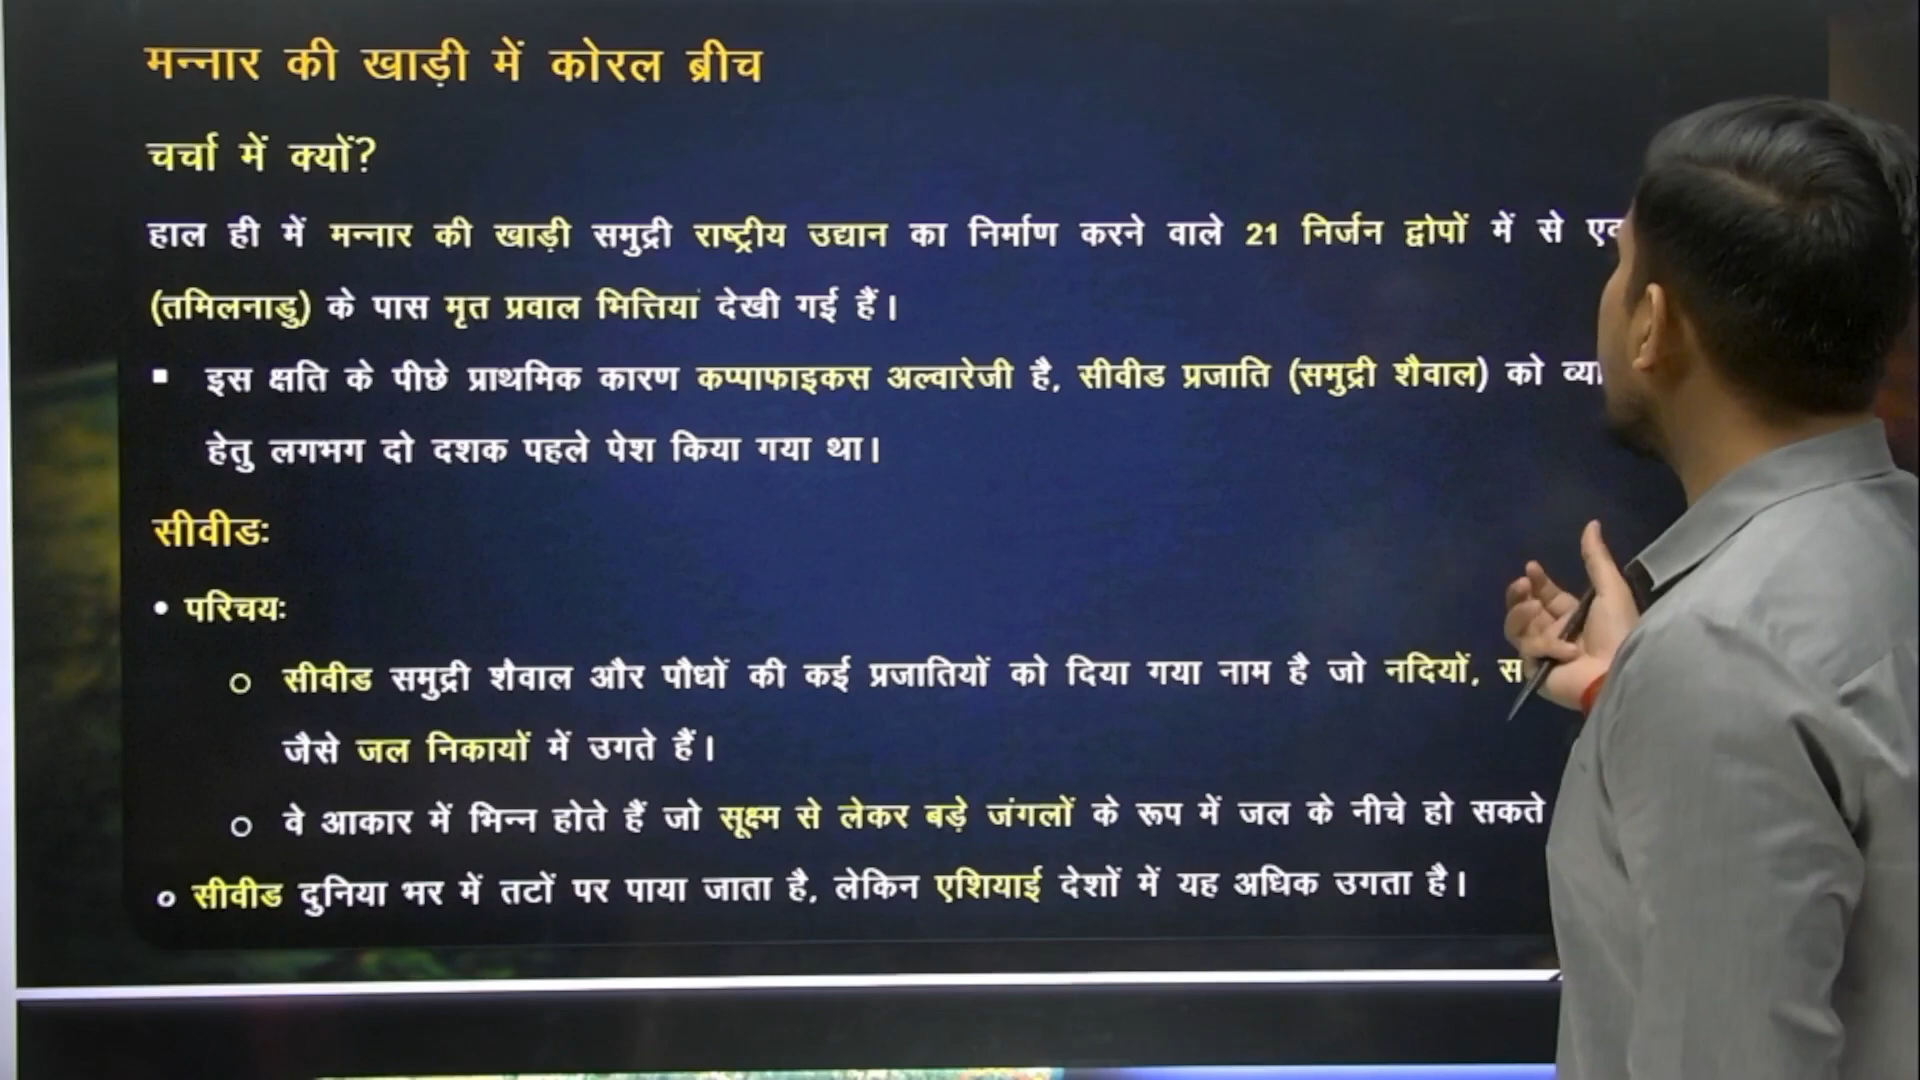 मन्नार की खाड़ी में कोरल ब्रीच
चर्चा में क्यों?
हाल ही में मन्नार की खाड़ी समुद्री राष्ट्रीय उद्यान का निर्माण करने वाले 21 निर्जन द्वीपों में से
(तमिलनाडु) के पास मृत प्रवाल भित्तियां देखी गई हैं।
▪ इस क्षति के पीछे प्राथमिक कारण कप्पाफाइकस अल्वारेजी है, सीवीड प्रजाति (समुद्री शैवाल) को
हेतु लगभग दो दशक पहले पेश किया गया था।
सीवीडः
• परिचयः
o सीवीड समुद्री शैवाल और पौधों की कई प्रजातियों को दिया गया नाम है जो नदियों,
जैसे जल निकायों में उगते हैं।
o वे आकार में भिन्न होते हैं जो सूक्ष्म से लेकर बड़े जंगलों के रूप में जल के नीचे हो सकते
o सीवीड दुनिया भर में तटों पर पाया जाता है, लेकिन एशियाई देशों में यह अधिक उगता है।